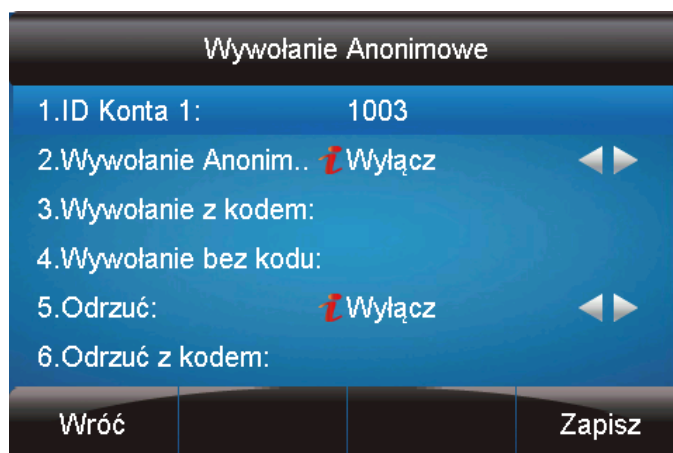 Wywołanie Anonimowe
1.ID Konta 1: 1003
2.Wywołanie Anonim.. i Wyłącz
3.Wywołanie z kodem:
4.Wywołanie bez kodu:
5.Odrzuć: i Wyłącz
6.Odrzuć z kodem:
Wróć Zapisz